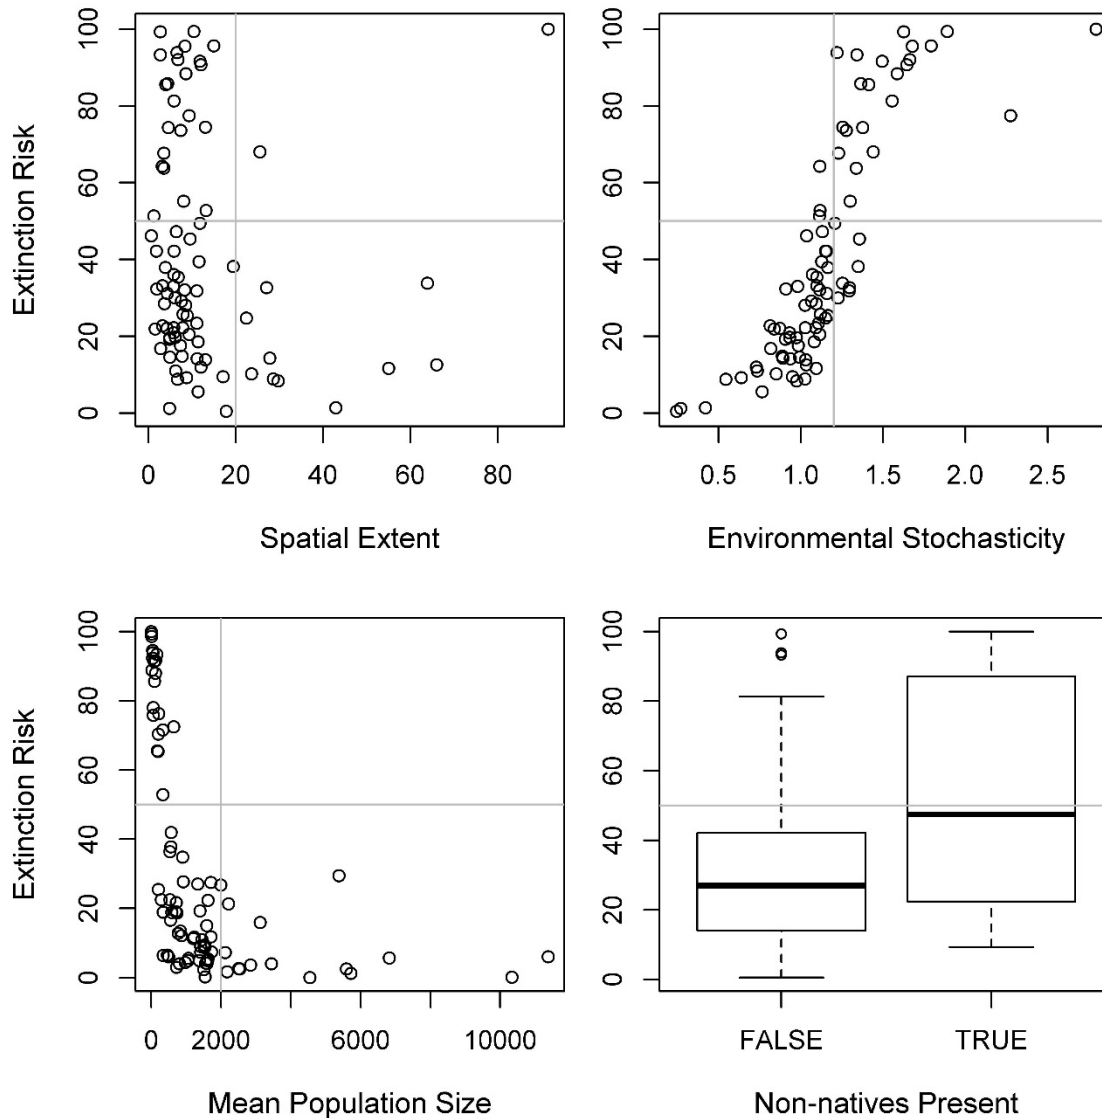 Extinction Risk
0 20 40 60 80 100
0 20 40 60 80
Spatial Extent
0 20 40 60 80 100
0.5 1.0 1.5 2.0 2.5
Environmental Stochasticity
Extinction Risk
0 20 40 60 80 100
0 2000 6000 10000
Mean Population Size
0 20 40 60 80 100
FALSE TRUE
Non-natives Present